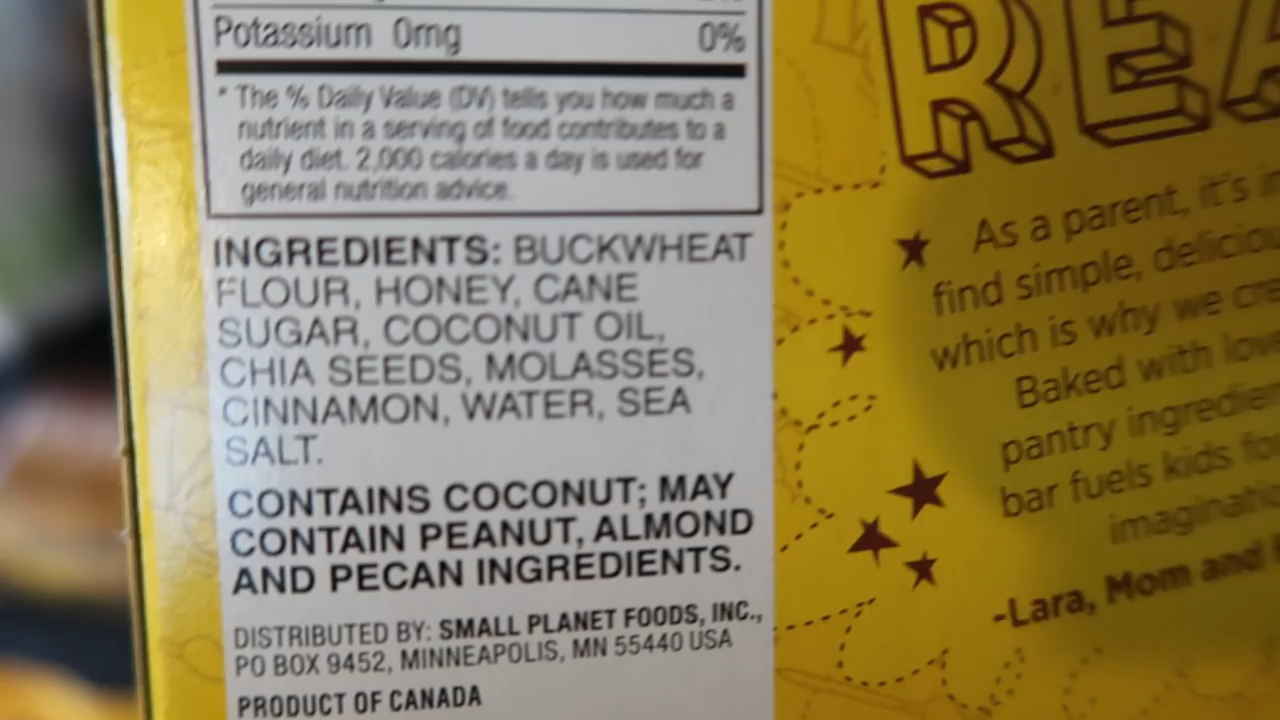 Potassium 0mg 0%
* The % Daily Value (DV) tells you how much a
nutrient in a serving of food contributes to a
daily diet. 2,000 calories a day is used for
general nutrition advice.
INGREDIENTS: BUCKWHEAT
FLOUR, HONEY, CANE
SUGAR, COCONUT OIL,
CHIA SEEDS, MOLASSES,
CINNAMON, WATER, SEA
SALT.
CONTAINS COCONUT; MAY
CONTAIN PEANUT, ALMOND
AND PECAN INGREDIENTS.
DISTRIBUTED BY: SMALL PLANET FOODS, INC.,
PO BOX 9452, MINNEAPOLIS, MN 55440 USA
PRODUCT OF CANADA
REA
As a parent, it's
find simple,
which is why we
Baked with
pantry
bar fuels kids
-Lara, Mom and